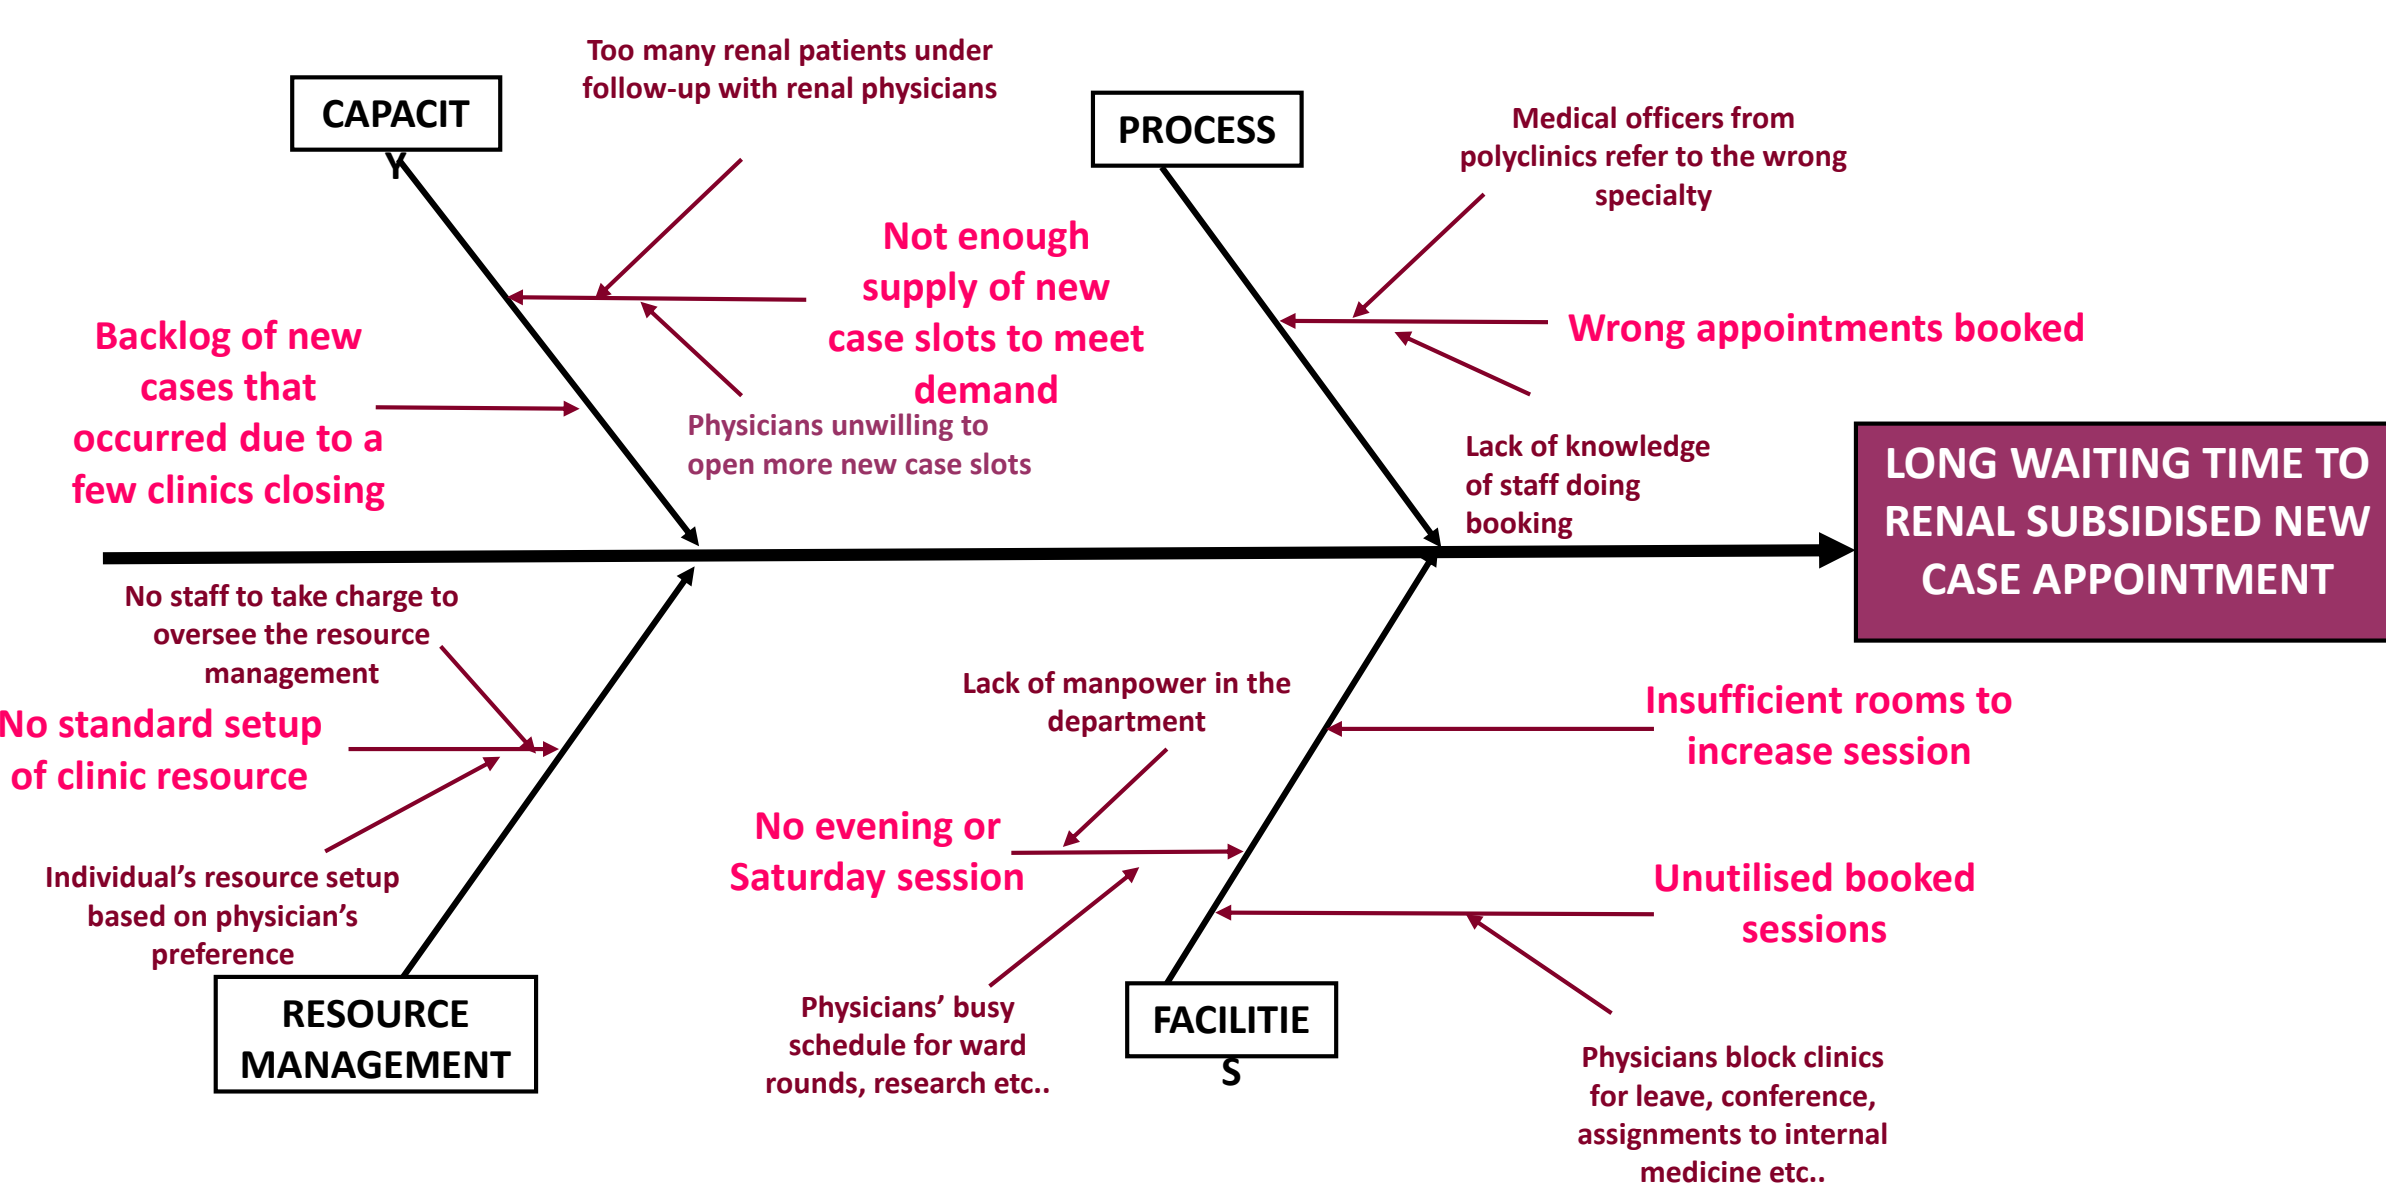 Too many renal patients under
follow-up with renal physicians
CAPACIT
Y
PROCESS
Medical officers from
polyclinics refer to the wrong
specialty
Not enough
supply of new
case slots to meet
demand
Backlog of new
cases that
occurred due to a
few clinics closing
Wrong appointments booked
Physicians unwilling to
open more new case slots
Lack of knowledge
of staff doing
booking
LONG WAITING TIME TO
RENAL SUBSIDISED NEW
CASE APPOINTMENT
No staff to take charge to
oversee the resource
management
No standard setup
of clinic resource
Lack of manpower in the
department
Insufficient rooms to
increase session
No evening or
Saturday session
Individual’s resource setup
based on physician’s
preference
Unutilised booked
sessions
RESOURCE
MANAGEMENT
Physicians’ busy
schedule for ward
rounds, research etc..
FACILITIE
S
Physicians block clinics
for leave, conference,
assignments to internal
medicine etc..